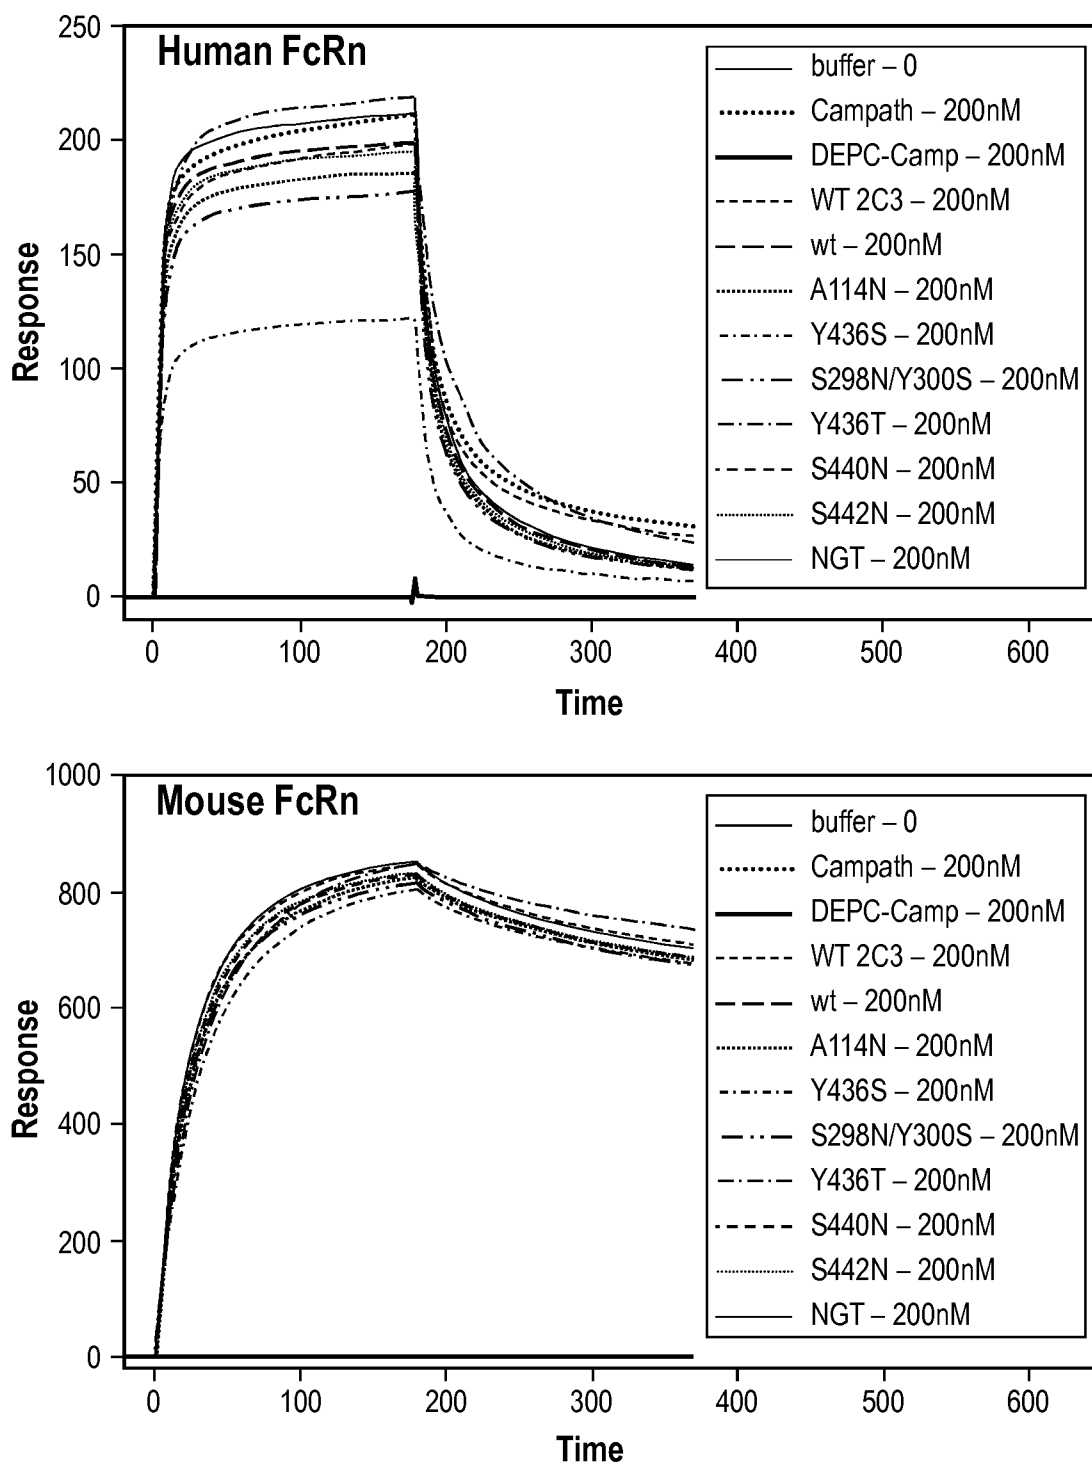 Human FcRn
250
200
150
100
50
0
Response
0 100 200 300 400 500 600
Time
buffer – 0
Campath – 200nM
DEPC-Camp – 200nM
WT 2C3 – 200nM
wt – 200nM
A114N – 200nM
Y436S – 200nM
S298N/Y300S – 200nM
Y436T – 200nM
S440N – 200nM
S442N – 200nM
NGT – 200nM
Mouse FcRn
1000
800
600
400
200
0
Response
0 100 200 300 400 500 600
Time
buffer – 0
Campath – 200nM
DEPC-Camp – 200nM
WT 2C3 – 200nM
wt – 200nM
A114N – 200nM
Y436S – 200nM
S298N/Y300S – 200nM
Y436T – 200nM
S440N – 200nM
S442N – 200nM
NGT – 200nM